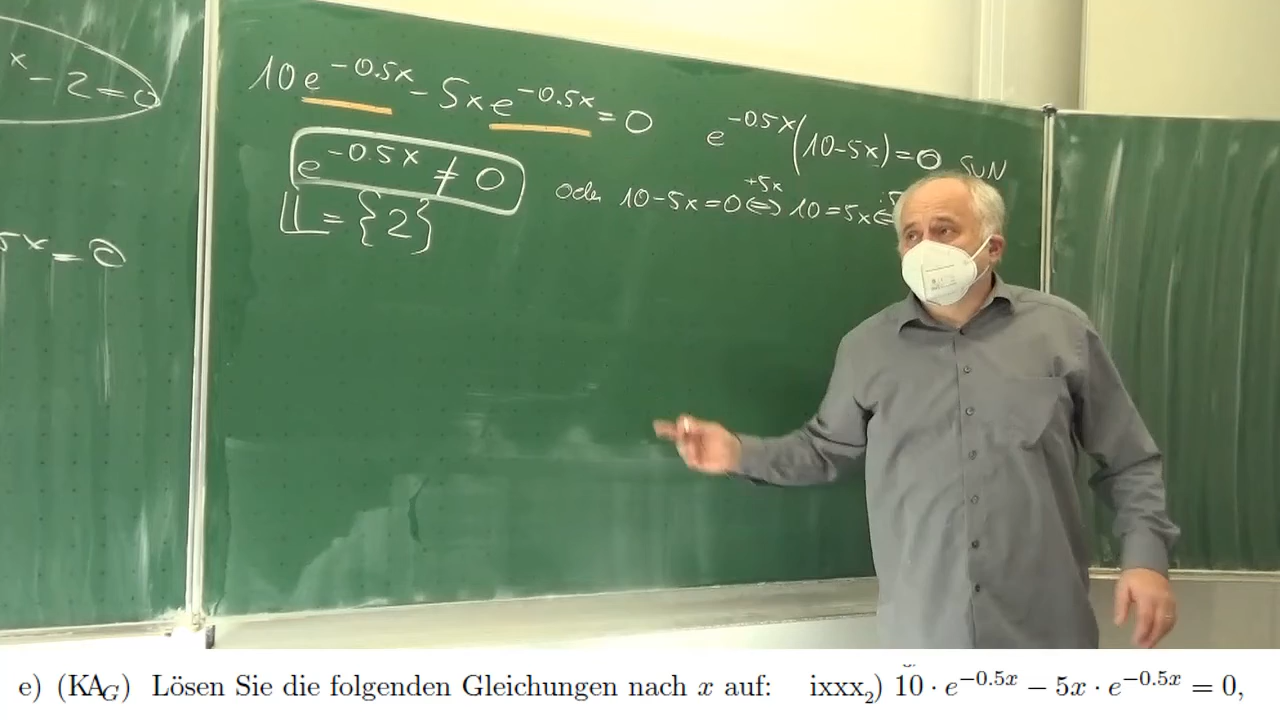 x - 2 = 0
5x = 0
10e^{-0.5x} - 5xe^{-0.5x} = 0
e^{-0.5x} ≠ 0
𝕃 = {2}
e^{-0.5x}(10-5x) = 0 SUN
oder 10-5x=0 ⇔ 10=5x ⇔
+5x
:5
e) (KA_G) Lösen Sie die folgenden Gleichungen nach x auf: ixxx₂) 10 · e^{-0.5x} − 5x · e^{-0.5x} = 0,